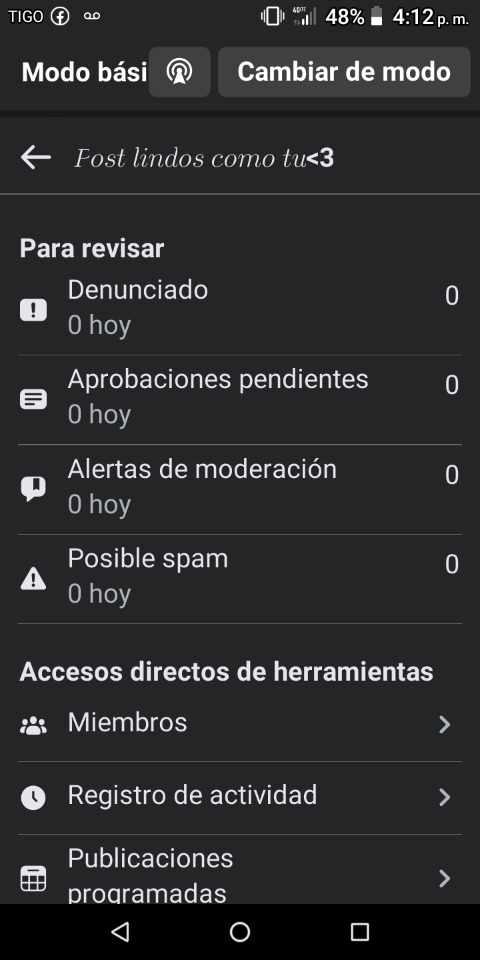 TIGO 4G 48% 4:12 p. m.
Modo bási Cambiar de modo
Post lindos como tu<3
Para revisar
Denunciado 0
0 hoy
Aprobaciones pendientes 0
0 hoy
Alertas de moderación 0
0 hoy
Posible spam 0
0 hoy
Accesos directos de herramientas
Miembros
Registro de actividad
Publicaciones
programadas